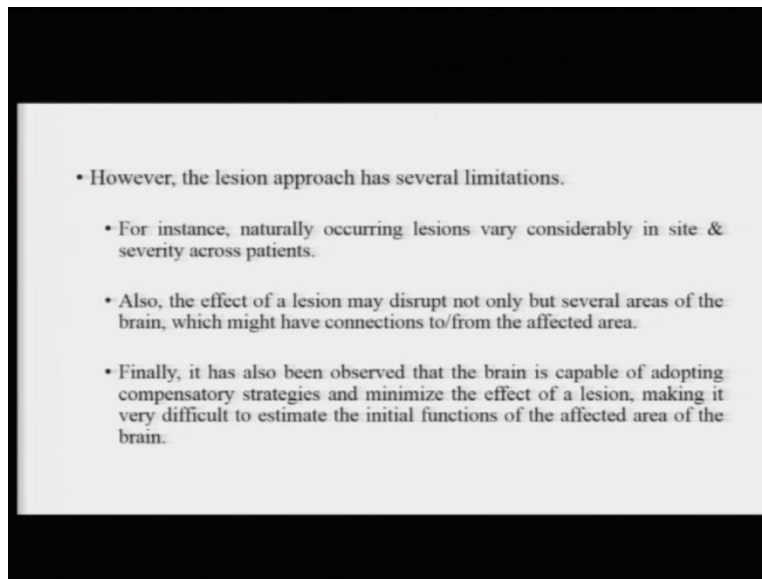 • However, the lesion approach has several limitations.
• For instance, naturally occurring lesions vary considerably in site &
severity across patients.
• Also, the effect of a lesion may disrupt not only but several areas of the
brain, which might have connections to/from the affected area.
• Finally, it has also been observed that the brain is capable of adopting
compensatory strategies and minimize the effect of a lesion, making it
very difficult to estimate the initial functions of the affected area of the
brain.